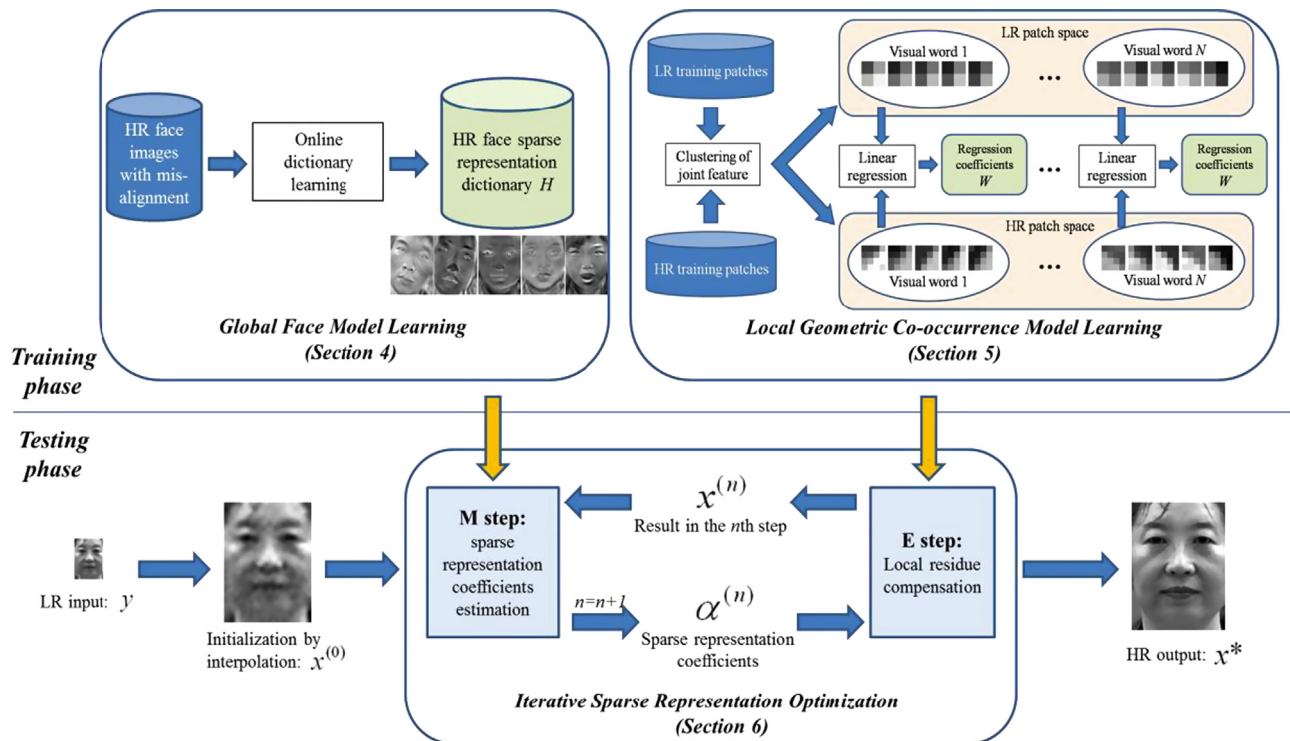 HR face
images
with mis-
alignment
Online
dictionary
learning
HR face sparse
representation
dictionary H
Global Face Model Learning
(Section 4)
LR training patches
Clustering of
joint feature
HR training patches
LR patch space
Visual word 1
...
Visual word N
Linear
regression
Regression
coefficients
W
...
Linear
regression
Regression
coefficients
W
HR patch space
Visual word 1
...
Visual word N
Local Geometric Co-occurrence Model Learning
(Section 5)
Training
phase
Testing
phase
LR input: y
Initialization by
interpolation: x(0)
M step:
sparse
representation
coefficients
estimation
x(n)
Result in the nth step
n=n+1
α(n)
Sparse representation
coefficients
E step:
Local residue
compensation
HR output: x*
Iterative Sparse Representation Optimization
(Section 6)